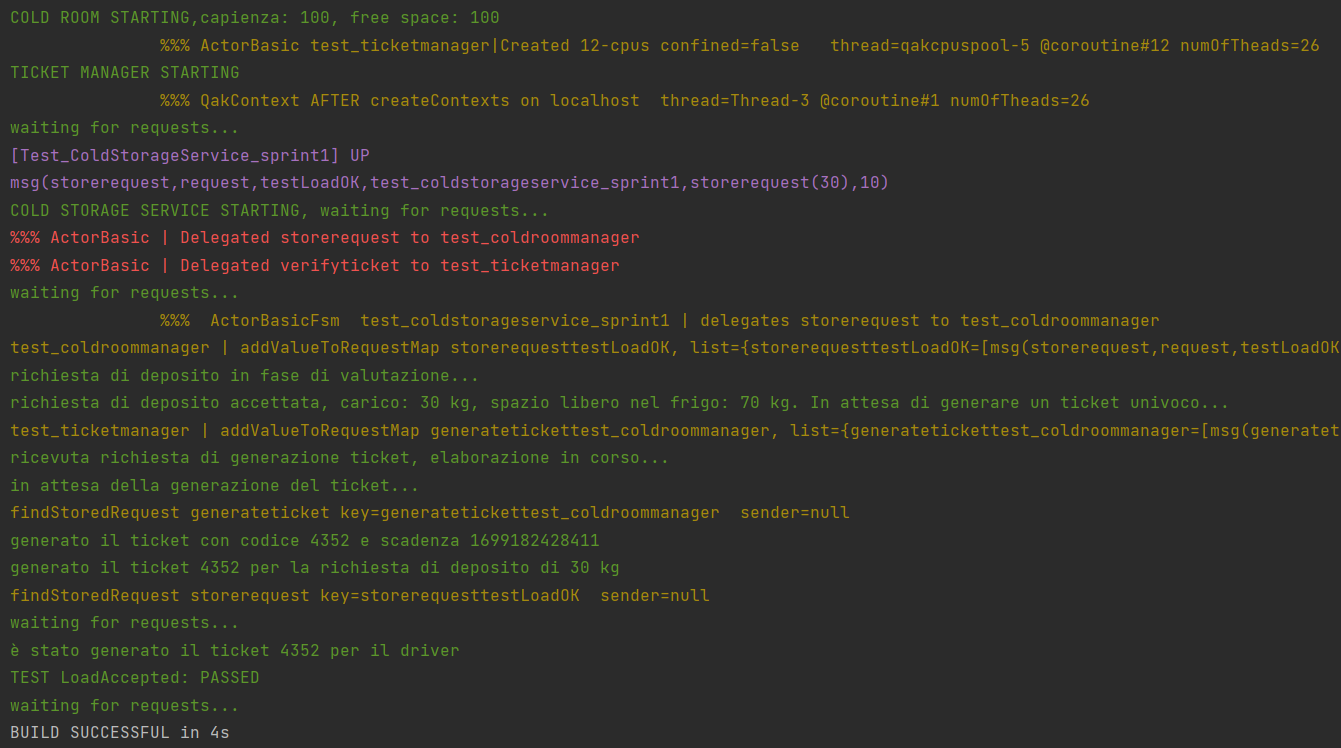 COLD ROOM STARTING,capienza: 100, free space: 100
%%% ActorBasic test_ticketmanager|Created 12-cpus confined=false   thread=qakcpuspool-5 @coroutine#12 numOfTheads=26
TICKET MANAGER STARTING
%%% QakContext AFTER createContexts on localhost  thread=Thread-3 @coroutine#1 numOfTheads=26
waiting for requests...
[Test_ColdStorageService_sprint1] UP
msg(storerequest,request,testLoadOK,test_coldstorageservice_sprint1,storerequest(30),10)
COLD STORAGE SERVICE STARTING, waiting for requests...
%%% ActorBasic | Delegated storerequest to test_coldroommanager
%%% ActorBasic | Delegated verifyticket to test_ticketmanager
waiting for requests...
%%%  ActorBasicFsm  test_coldstorageservice_sprint1 | delegates storerequest to test_coldroommanager
test_coldroommanager | addValueToRequestMap storerequesttestLoadOK, list={storerequesttestLoadOK=[msg(storerequest,request,testLoadOK
richiesta di deposito in fase di valutazione...
richiesta di deposito accettata, carico: 30 kg, spazio libero nel frigo: 70 kg. In attesa di generare un ticket univoco...
test_ticketmanager | addValueToRequestMap generatetickettest_coldroommanager, list={generatetickettest_coldroommanager=[msg(generatet
ricevuta richiesta di generazione ticket, elaborazione in corso...
in attesa della generazione del ticket...
findStoredRequest generateticket key=generatetickettest_coldroommanager  sender=null
generato il ticket con codice 4352 e scadenza 1699182428411
generato il ticket 4352 per la richiesta di deposito di 30 kg
findStoredRequest storerequest key=storerequesttestLoadOK  sender=null
waiting for requests...
è stato generato il ticket 4352 per il driver
TEST LoadAccepted: PASSED
waiting for requests...
BUILD SUCCESSFUL in 4s